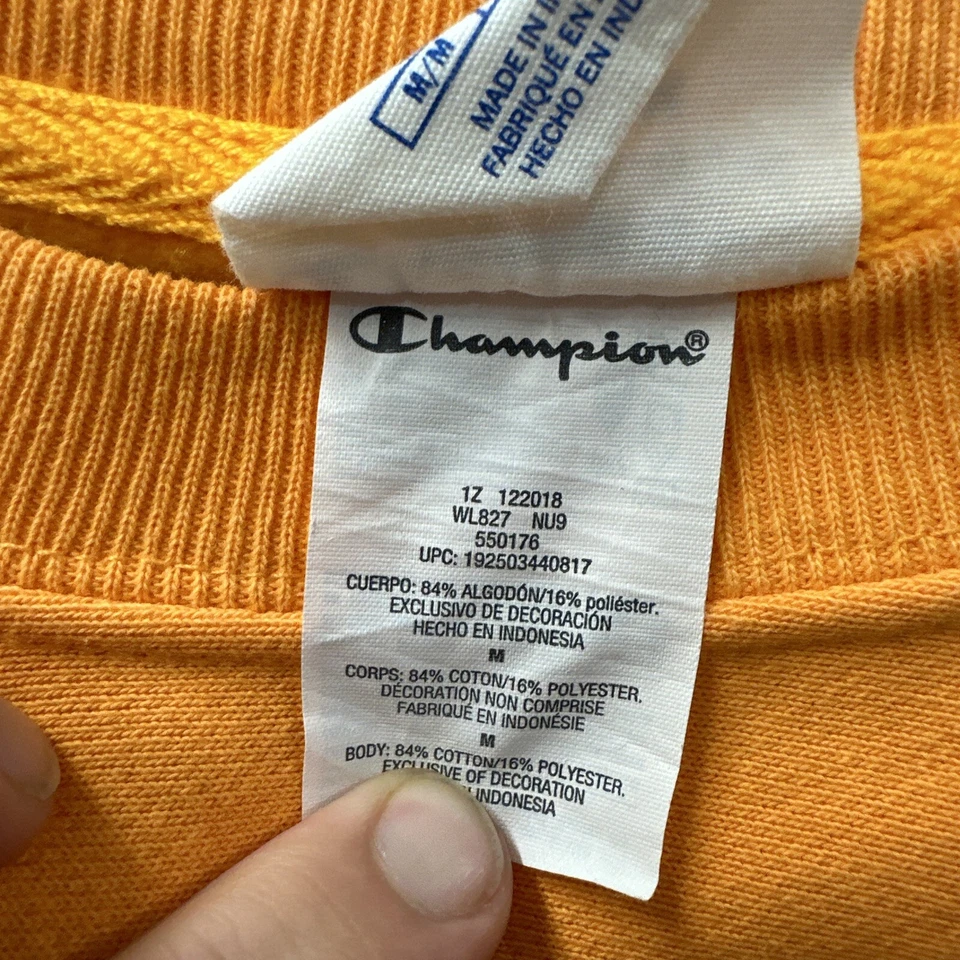 M/M
MADE IN
FABRIQUÉ EN
HECHO EN
Champion®
1Z 122018
WL827 NU9
550176
UPC: 192503440817
CUERPO: 84% ALGODÓN/16% poliéster.
EXCLUSIVO DE DECORACIÓN
HECHO EN INDONESIA
M
CORPS: 84% COTON/16% POLYESTER.
DÉCORATION NON COMPRISE
FABRIQUÉ EN INDONÉSIE
M
BODY: 84% COTTON/16% POLYESTER.
EXCLUSIVE OF DECORATION
INDONESIA